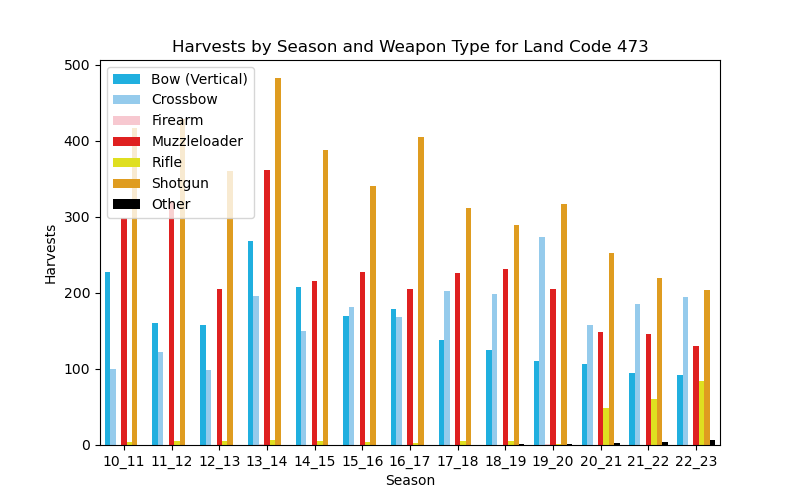 Harvests by Season and Weapon Type for Land Code 473
500
400
300
200
100
0
Harvests
Bow (Vertical)
Crossbow
Firearm
Muzzleloader
Rifle
Shotgun
Other
10_11 11_12 12_13 13_14 14_15 15_16 16_17 17_18 18_19 19_20 20_21 21_22 22_23
Season